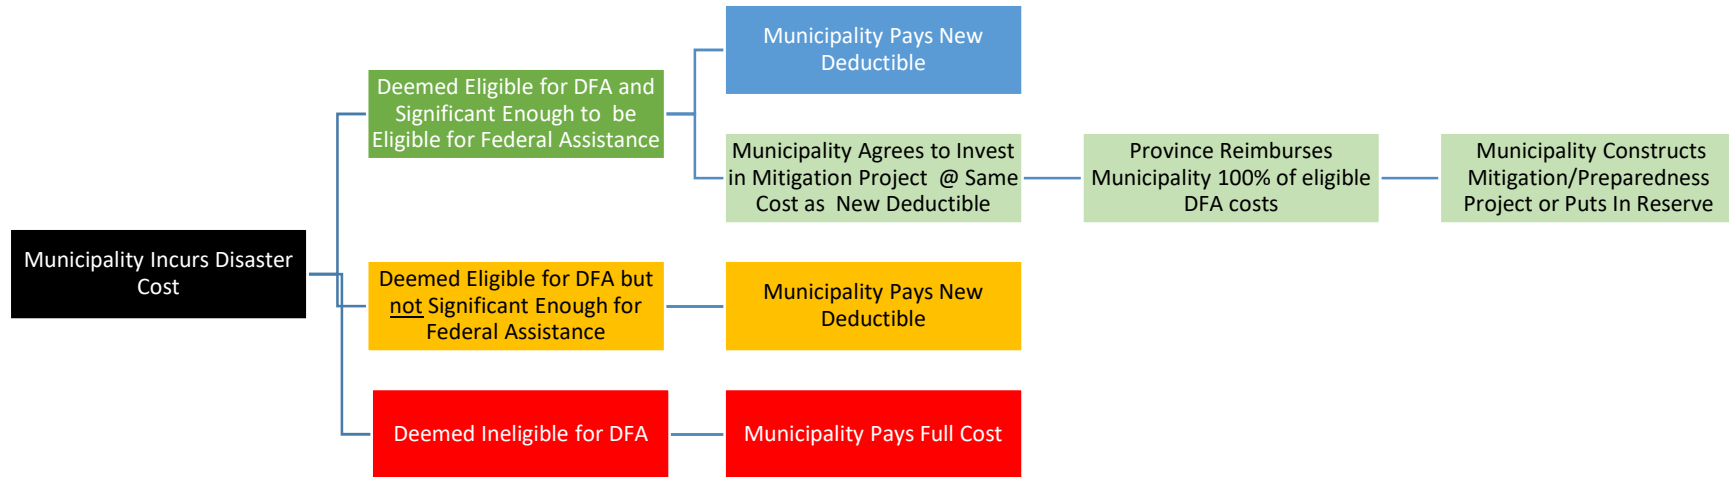 Municipality Incurs Disaster
Cost
Deemed Eligible for DFA and
Significant Enough to be
Eligible for Federal Assistance
Municipality Pays New
Deductible
Municipality Agrees to Invest
in Mitigation Project @ Same
Cost as New Deductible
Province Reimburses
Municipality 100% of eligible
DFA costs
Municipality Constructs
Mitigation/Preparedness
Project or Puts In Reserve
Deemed Eligible for DFA but
not Significant Enough for
Federal Assistance
Municipality Pays New
Deductible
Deemed Ineligible for DFA
Municipality Pays Full Cost